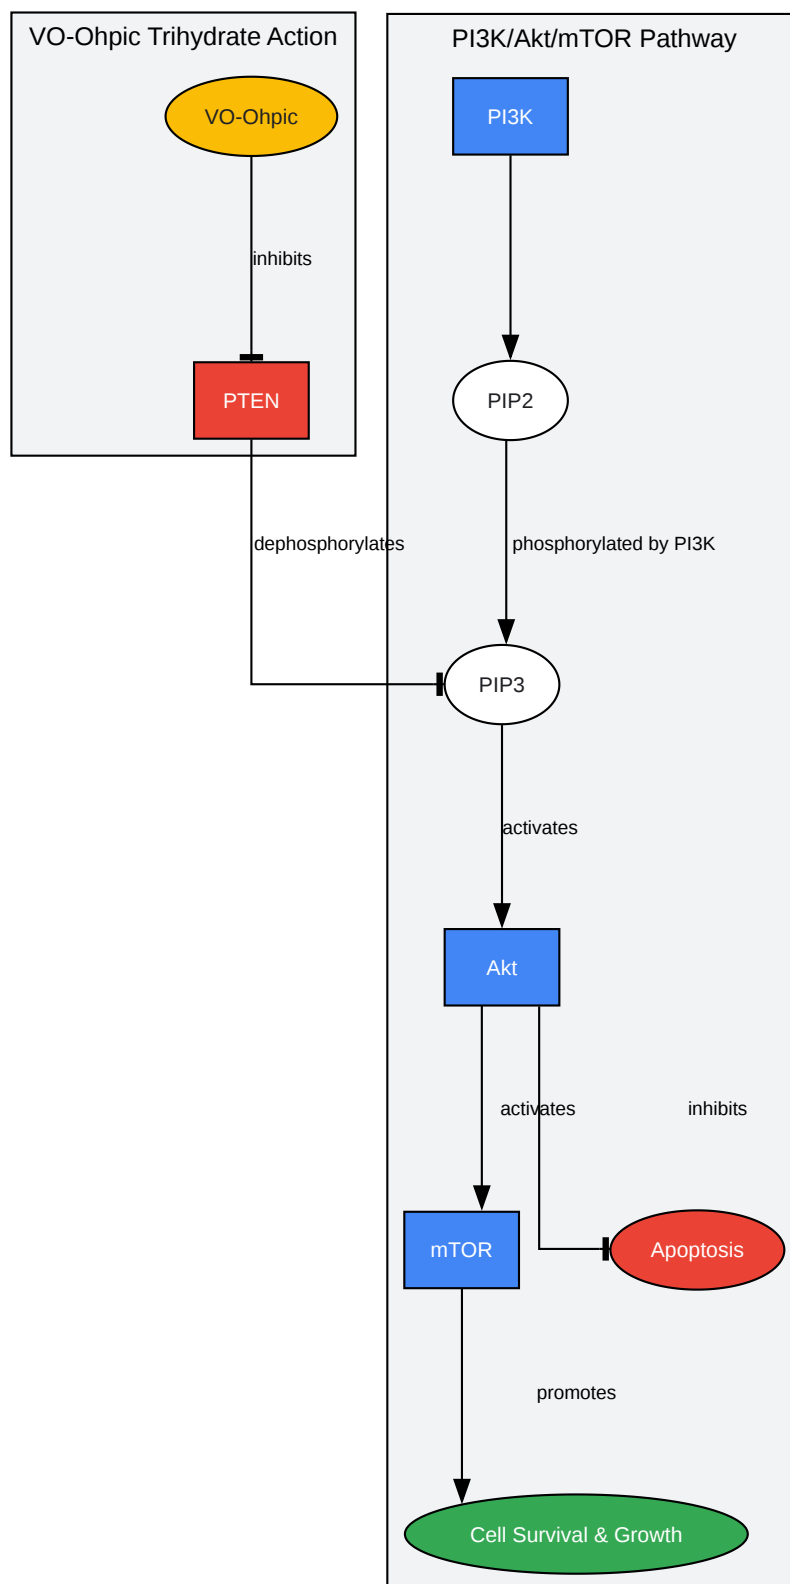 VO-Ohpic Trihydrate Action
PI3K/Akt/mTOR Pathway
VO-Ohpic
PI3K
inhibits
PTEN
PIP2
dephosphorylates
phosphorylated by PI3K
PIP3
activates
Akt
activates
inhibits
mTOR
Apoptosis
promotes
Cell Survival & Growth